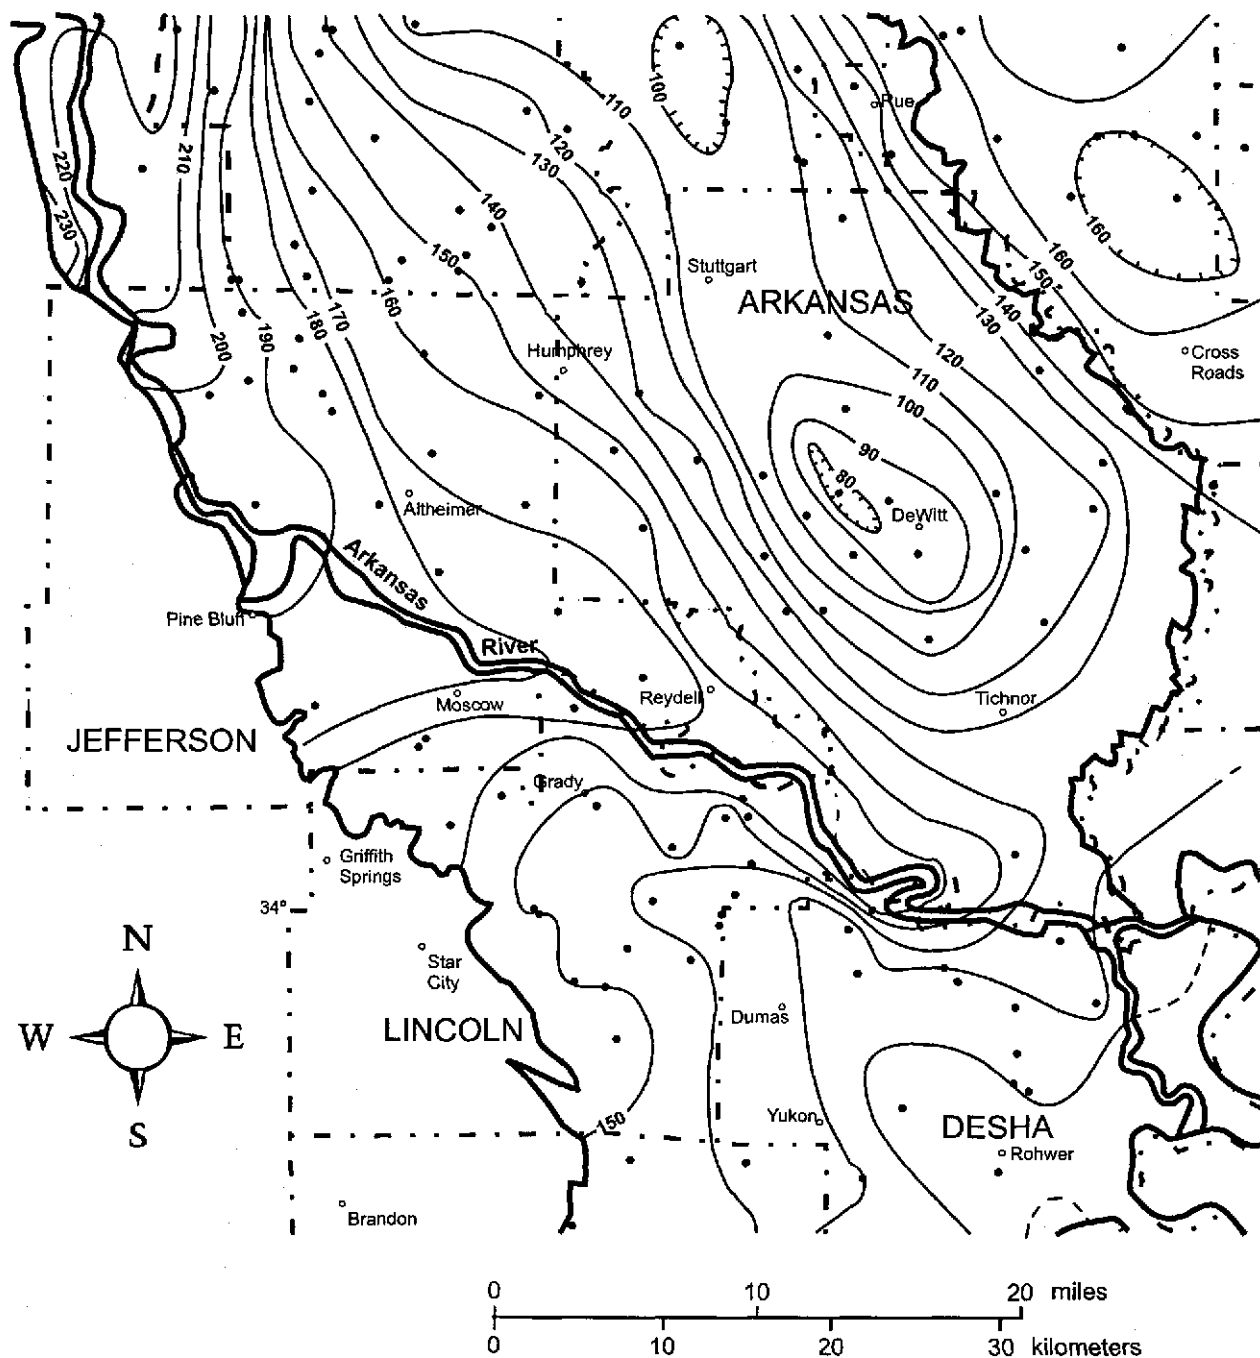 110
100
Rue
120
210
130
220
160
140
230
Stuttgart
160
150
150
160
ARKANSAS
140
170
130
180
190
200
Humphrey
120
Cross
Roads
110
100
90
80
Altheimer
DeWitt
Arkansas
Pine Bluff
River
Reydell
Moscow
Tichnor
JEFFERSON
Grady
Griffith
Springs
34°
N
Star
City
Dumas
W
E
LINCOLN
S
150
Yukon
DESHA
Rohwer
Brandon
0 10 20 miles
0 10 20 30 kilometers